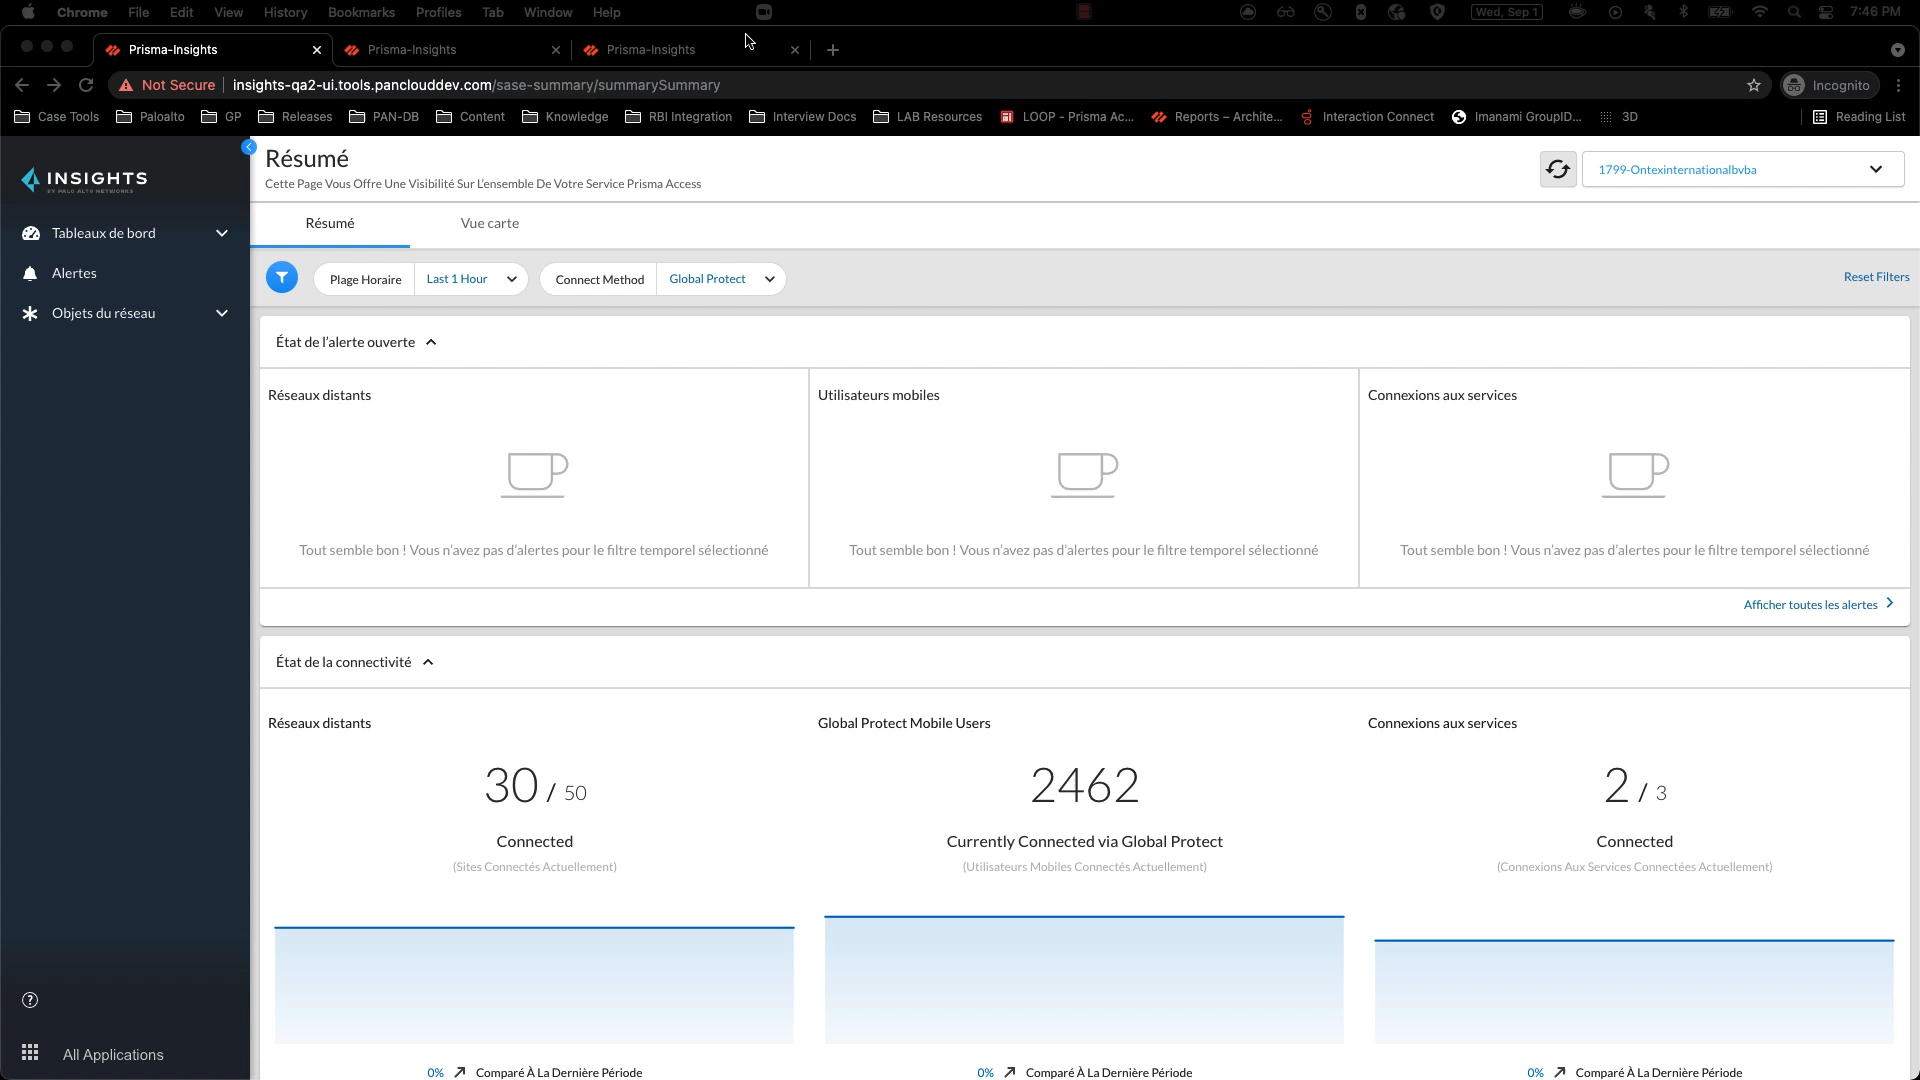 Chrome File Edit View History Bookmarks Profiles Tab Window Help Wed, Sep 1 7:46 PM
Prisma-Insights Prisma-Insights Prisma-Insights
Not Secure insights-qa2-ui.tools.panclouddev.com/sase-summary/summarySummary Incognito
Case Tools Paloalto GP Releases PAN-DB Content Knowledge RBI Integration Interview Docs LAB Resources LOOP - Prisma Ac... Reports – Archite... Interaction Connect Imanami GroupID... 3D Reading List
INSIGHTS
BY PALO ALTO NETWORKS
Tableaux de bord
Alertes
Objets du réseau
All Applications
Résumé
Cette Page Vous Offre Une Visibilité Sur L'ensemble De Votre Service Prisma Access
1799-Ontexinternationalbvba
Résumé Vue carte
Plage Horaire Last 1 Hour Connect Method Global Protect Reset Filters
État de l'alerte ouverte
Réseaux distants Utilisateurs mobiles Connexions aux services
Tout semble bon ! Vous n'avez pas d'alertes pour le filtre temporel sélectionné Tout semble bon ! Vous n'avez pas d'alertes pour le filtre temporel sélectionné Tout semble bon ! Vous n'avez pas d'alertes pour le filtre temporel sélectionné
Afficher toutes les alertes
État de la connectivité
Réseaux distants Global Protect Mobile Users Connexions aux services
30 / 50 2462 2 / 3
Connected Currently Connected via Global Protect Connected
(Sites Connectés Actuellement) (Utilisateurs Mobiles Connectés Actuellement) (Connexions Aux Services Connectées Actuellement)
0% Comparé À La Dernière Période 0% Comparé À La Dernière Période 0% Comparé À La Dernière Période